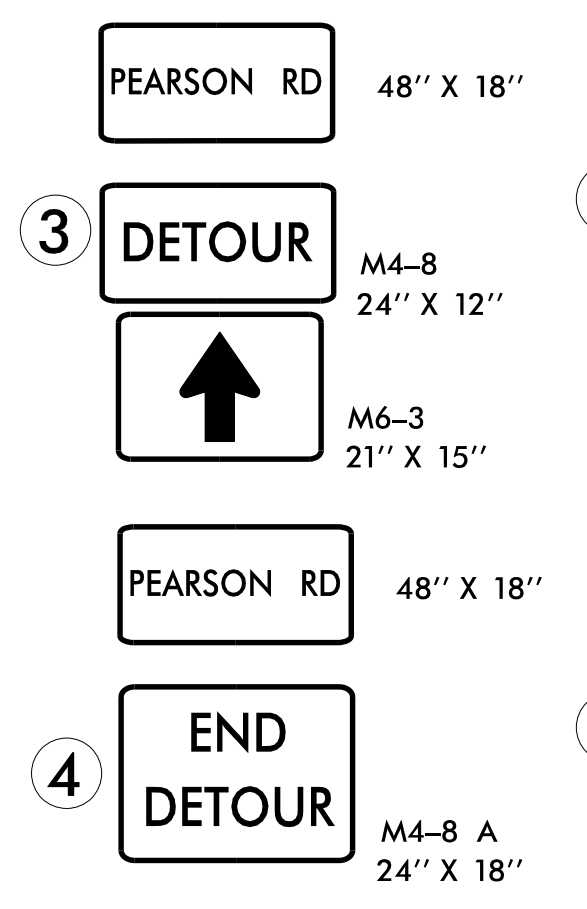 PEARSON RD
48'' X 18''
3
DETOUR
M4–8
24'' X 12''
M6–3
21'' X 15''
PEARSON RD
48'' X 18''
4
END
DETOUR
M4–8 A
24'' X 18''